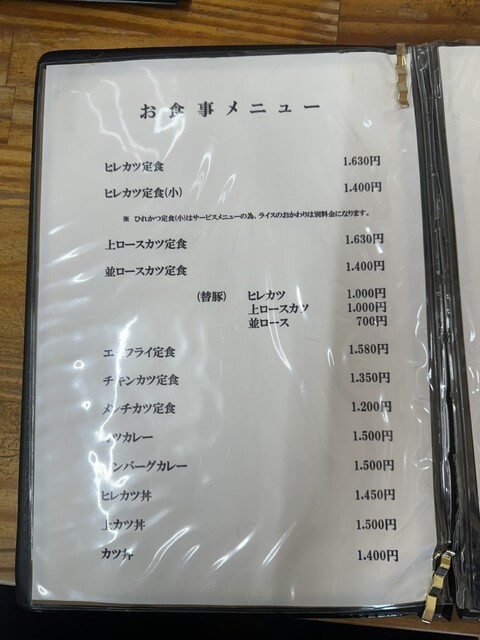 お食事メニュー
ヒレカツ定食 1.630円
ヒレカツ定食(小) 1.400円
※ ひれかつ定食(小)はサービスメニューの為、ライスのおかわりは別料金になります。
上ロースカツ定食 1.630円
並ロースカツ定食 1.400円
(替豚) ヒレカツ 1.000円
上ロースカツ 1.000円
並ロース 700円
エビフライ定食 1.580円
チキンカツ定食 1.350円
メンチカツ定食 1.200円
カツカレー 1.500円
ハンバーグカレー 1.500円
ヒレカツ丼 1.450円
上カツ丼 1.500円
カツ丼 1.400円